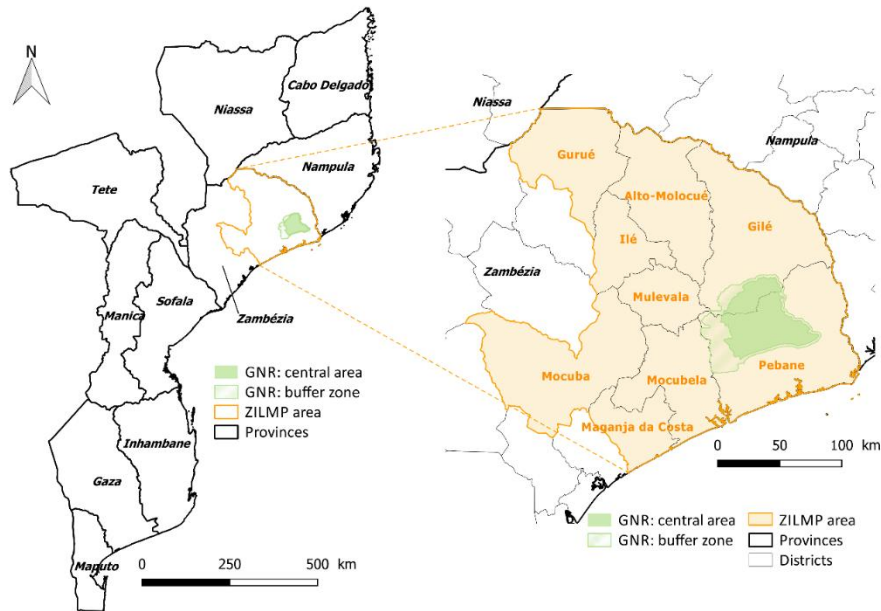 N
Niassa
Cabo Delgado
Nampula
Tete
Zambézia
Sofala
Manica
Inhambane
Gaza
Maputo
GNR: central area
GNR: buffer zone
ZILMP area
Provinces
0 250 500 km
Niassa
Nampula
Gurué
Alto-Molocué
Gilé
Ilé
Zambézia
Mulevala
Pebane
Mocuba
Mocubela
Maganja da Costa
0 50 100 km
GNR: central area
GNR: buffer zone
ZILMP area
Provinces
Districts